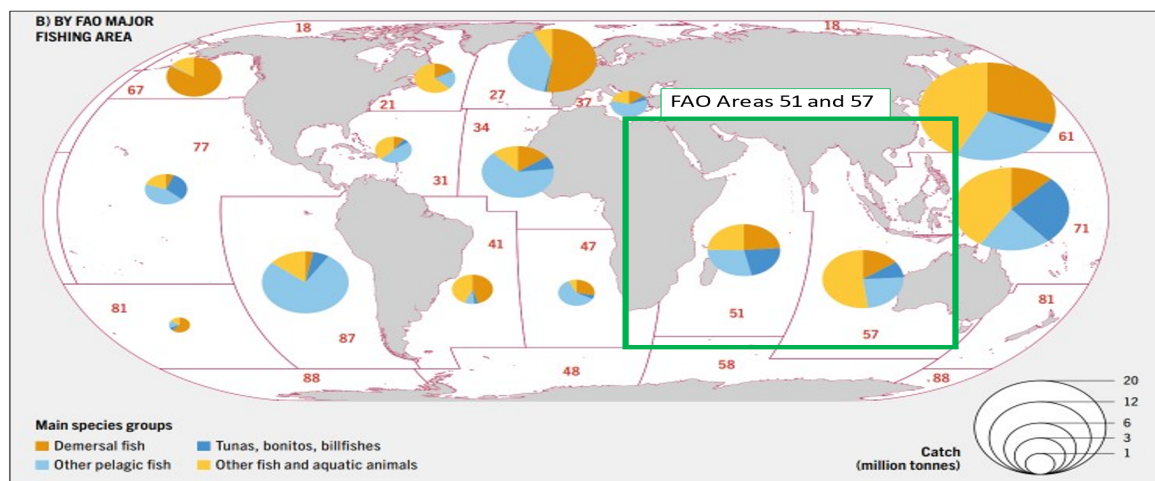 B) BY FAO MAJOR
FISHING AREA
18
18
67
21
27
37
FAO Areas 51 and 57
61
77
34
31
71
41
47
81
87
51
57
81
88
48
58
88
Main species groups
Demersal fish
Tunas, bonitos, billfishes
Other pelagic fish
Other fish and aquatic animals
Catch
(million tonnes)
20
12
6
3
1